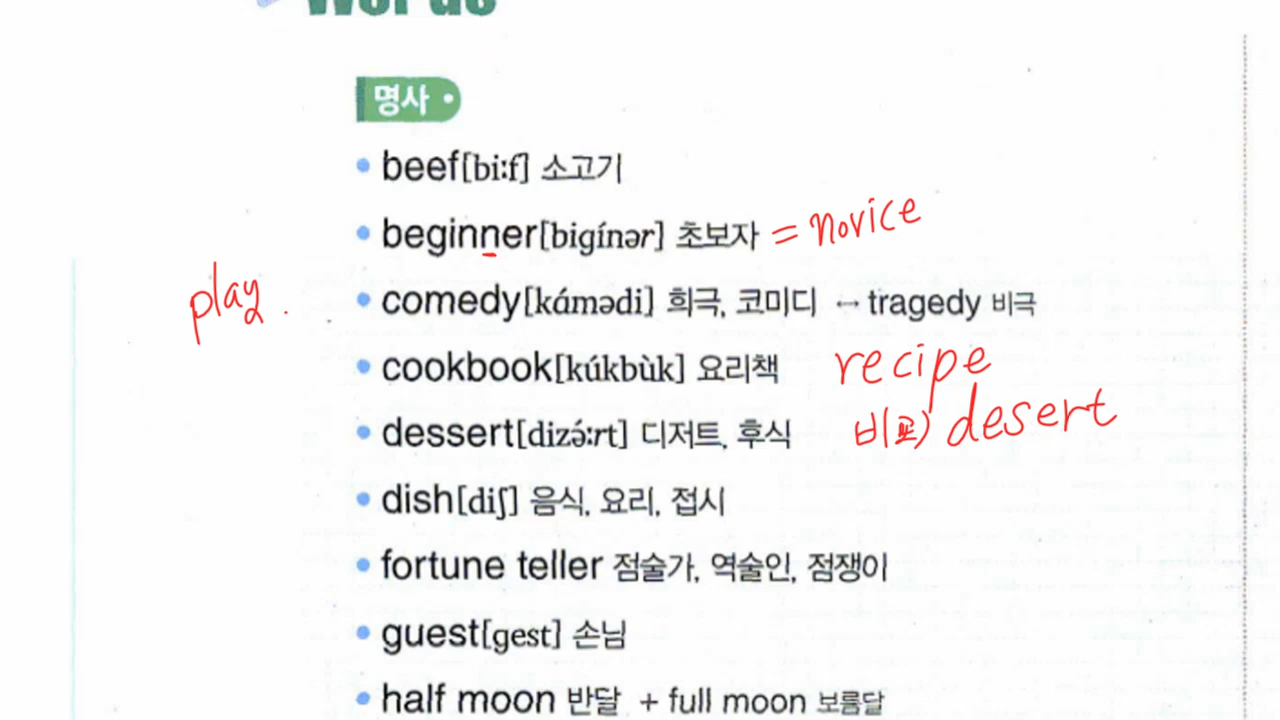 Words
명사
beef[biːf] 소고기
beginner[bigínər] 초보자 = novice
play. comedy[kámədi] 희극, 코미디 ↔ tragedy 비극
cookbook[kúkbùk] 요리책 recipe
dessert[dizə́ːrt] 디저트, 후식 비교) desert
dish[diʃ] 음식, 요리, 접시
fortune teller 점술가, 역술인, 점쟁이
guest[gest] 손님
half moon 반달 + full moon 보름달